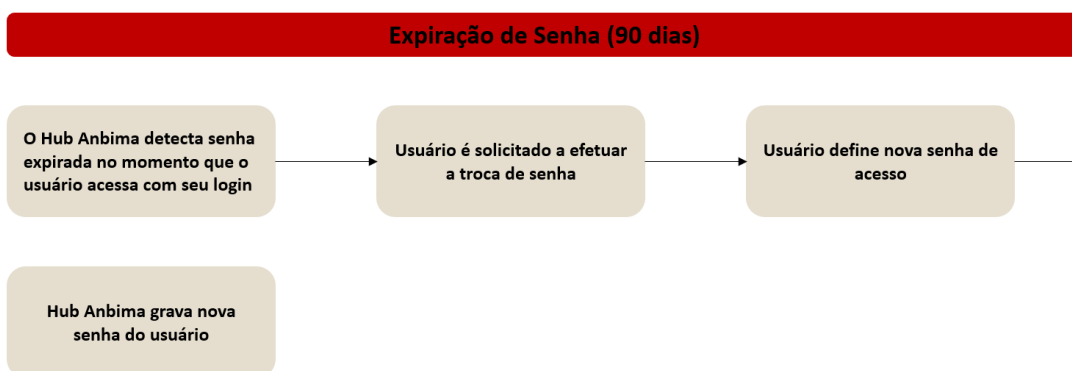 Expiração de Senha (90 dias)
O Hub Anbima detecta senha
expirada no momento que o
usuário acessa com seu login
Usuário é solicitado a efetuar
a troca de senha
Usuário define nova senha de
acesso
Hub Anbima grava nova
senha do usuário